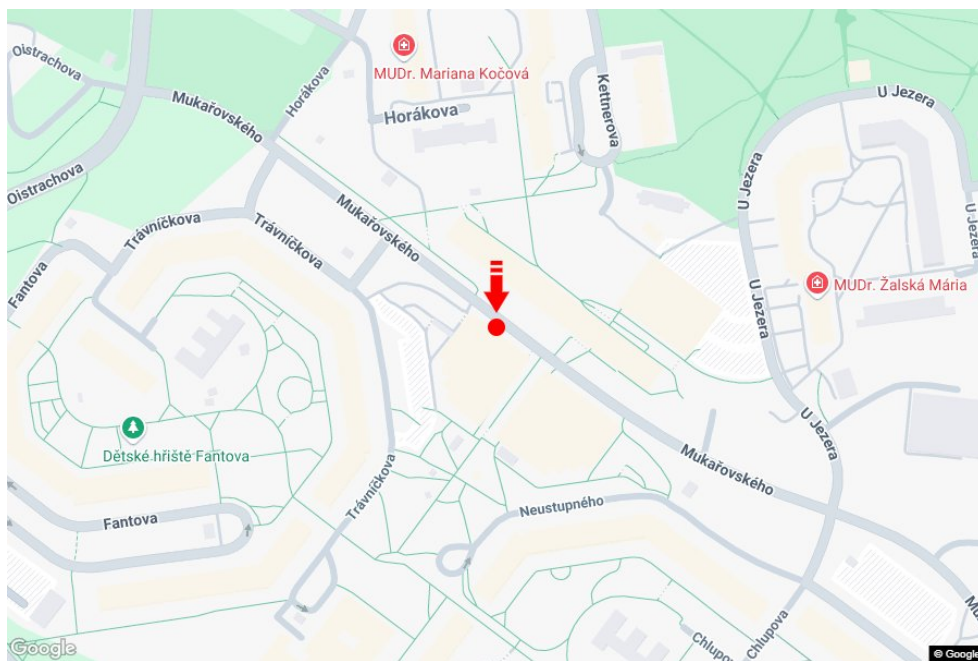 Oistrachova
Mukařovského
Horákova
MUDr. Mariana Kočová
Horákova
Kettnerova
U Jezera
U Jezera
U Jezera
Oistrachova
Trávníčkova
Trávníčkova
Mukařovského
Fantova
U Jezera
MUDr. Žalská Mária
Dětské hřiště Fantova
Trávníčkova
U Jezera
Mukařovského
Fantova
Neustupného
Chlupova
Chlupova
Google
© Google